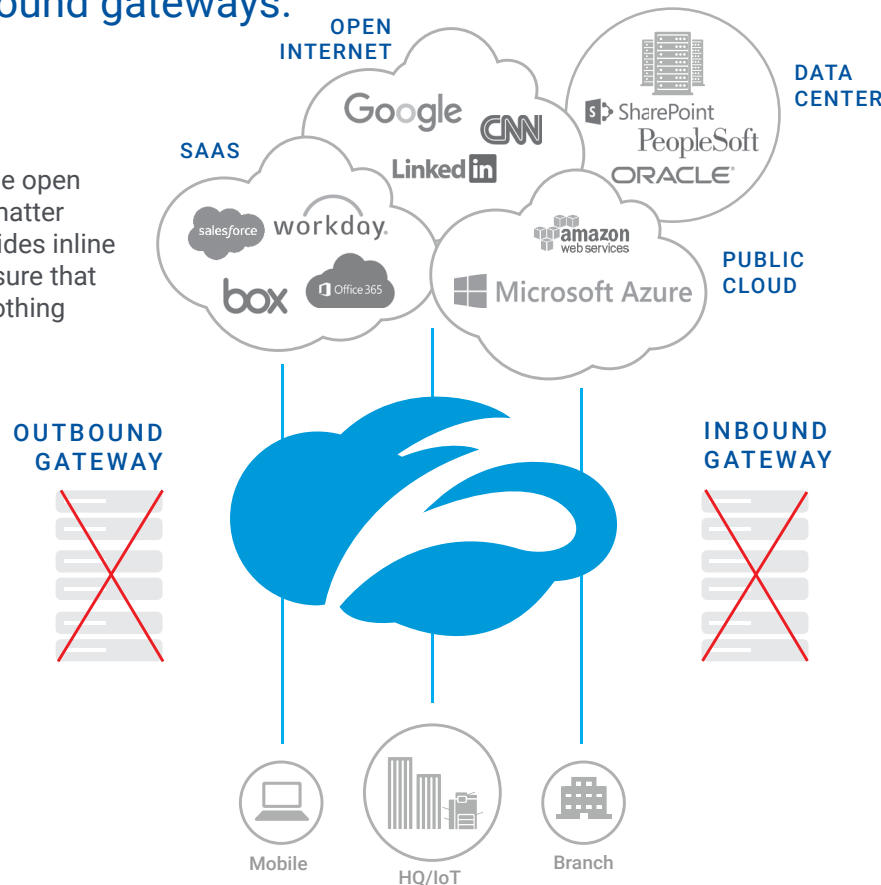 ound gateways.
OPEN
INTERNET
DATA
CENTER
Google
CNN
LinkedIn
SharePoint
PeopleSoft
ORACLE
SAAS
e open
natter
ides inline
sure that
othing
salesforce
workday.
box
Office 365
amazon
web services
Microsoft Azure
PUBLIC
CLOUD
OUTBOUND
GATEWAY
INBOUND
GATEWAY
Mobile
HQ/IoT
Branch